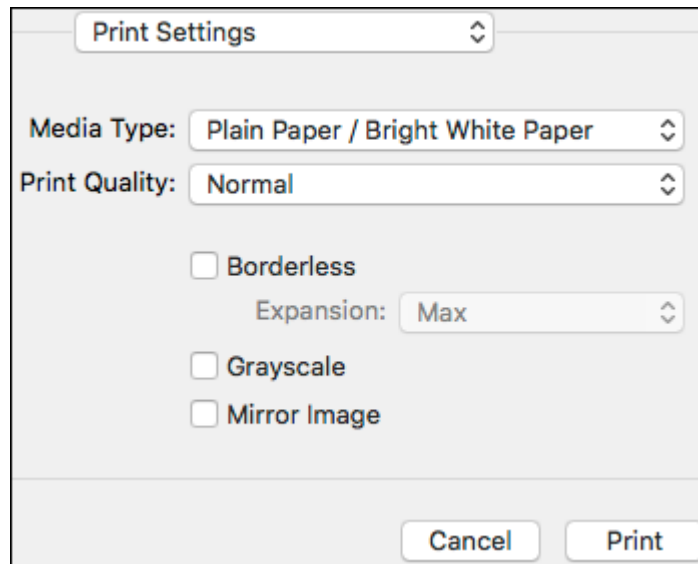 Print Settings
Media Type: Plain Paper / Bright White Paper
Print Quality: Normal
Borderless
Expansion: Max
Grayscale
Mirror Image
Cancel Print